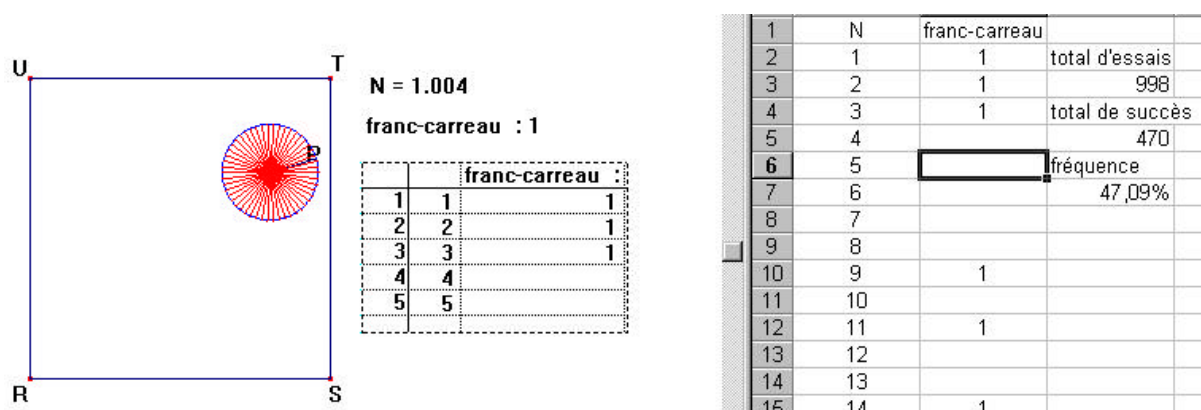 U T
N = 1.004
franc-carreau : 1
P
franc-carreau :
1 1 1
2 2 1
3 3 1
4 4
5 5
R S
1 N franc-carreau
2 1 1 total d'essais
3 2 1 998
4 3 1 total de succès
5 4 470
6 5 fréquence
7 6 47,09%
8 7
9 8
10 9 1
11 10
12 11 1
13 12
14 13
15 14 1